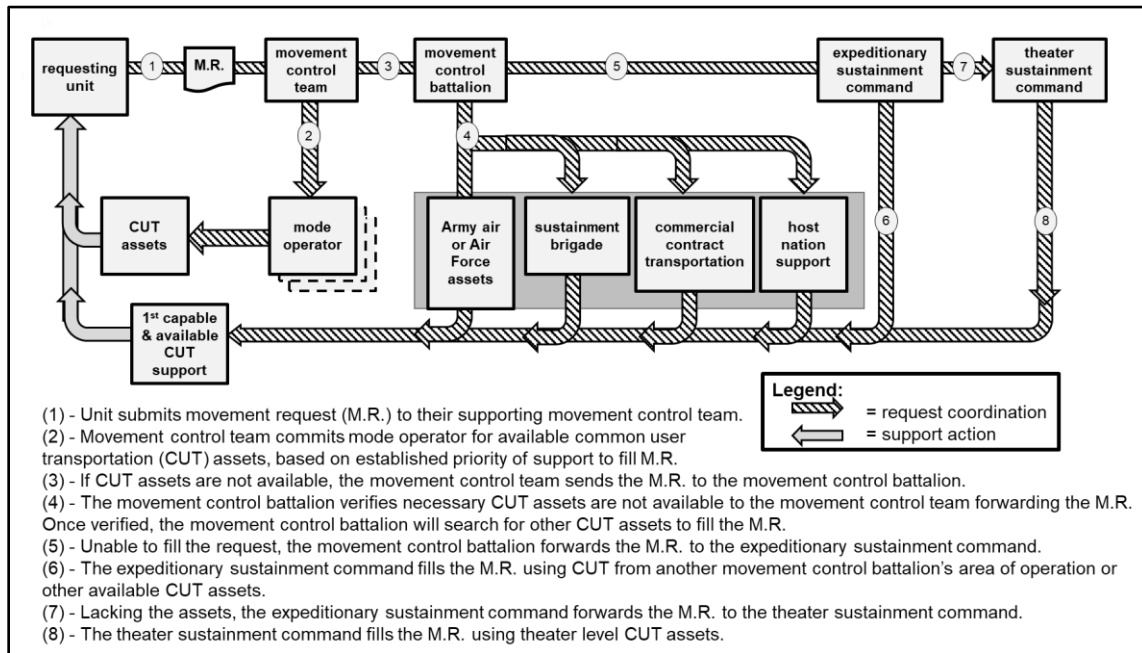 requesting
unit
1
M.R.
movement
control
team
3
movement
control
battalion
5
expeditionary
sustainment
command
7
theater
sustainment
command
2
4
6
8
CUT
assets
mode
operator
Army air
or Air
Force
assets
sustainment
brigade
commercial
contract
transportation
host
nation
support
1st capable
& available
CUT
support
Legend:
= request coordination
= support action
(1) - Unit submits movement request (M.R.) to their supporting movement control team.
(2) - Movement control team commits mode operator for available common user
transportation (CUT) assets, based on established priority of support to fill M.R.
(3) - If CUT assets are not available, the movement control team sends the M.R. to the movement control battalion.
(4) - The movement control battalion verifies necessary CUT assets are not available to the movement control team forwarding the M.R.
Once verified, the movement control battalion will search for other CUT assets to fill the M.R.
(5) - Unable to fill the request, the movement control battalion forwards the M.R. to the expeditionary sustainment command.
(6) - The expeditionary sustainment command fills the M.R. using CUT from another movement control battalion's area of operation or
other available CUT assets.
(7) - Lacking the assets, the expeditionary sustainment command forwards the M.R. to the theater sustainment command.
(8) - The theater sustainment command fills the M.R. using theater level CUT assets.